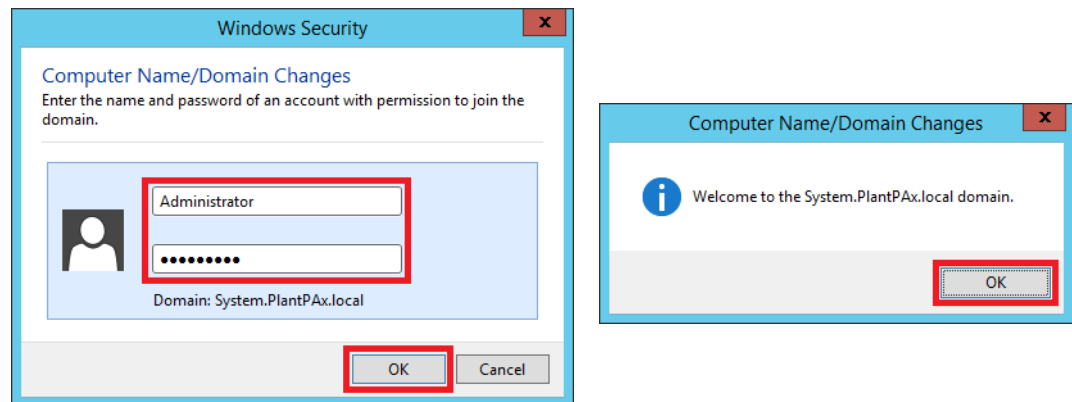 Windows Security
x
Computer Name/Domain Changes
Enter the name and password of an account with permission to join the
domain.
Administrator
•••••••••
Domain: System.PlantPAx.local
OK
Cancel
Computer Name/Domain Changes
x
Welcome to the System.PlantPAx.local domain.
OK